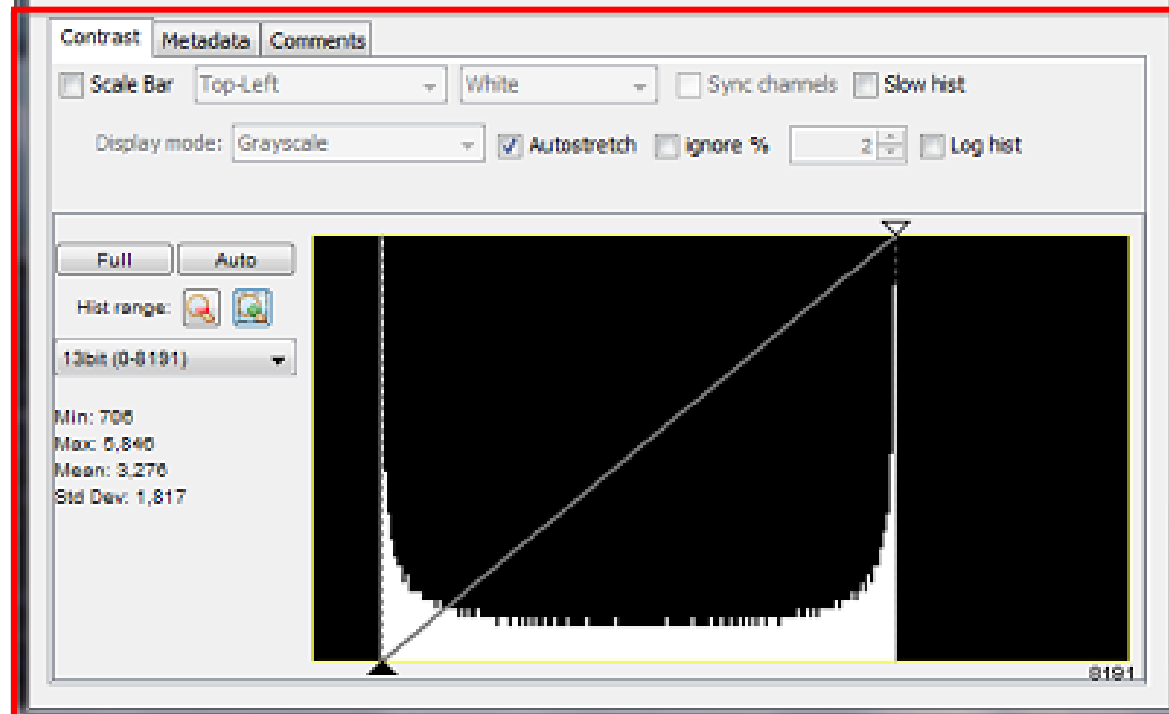 Contrast Metadata Comments
Scale Bar Top-Left White Sync channels Slow hist
Display mode: Grayscale Autostretch ignore % 2 Log hist
Full Auto
Hist range:
13bit (0-8191)
Min: 706
Max: 5,846
Mean: 3,276
Std Dev: 1,817
8191